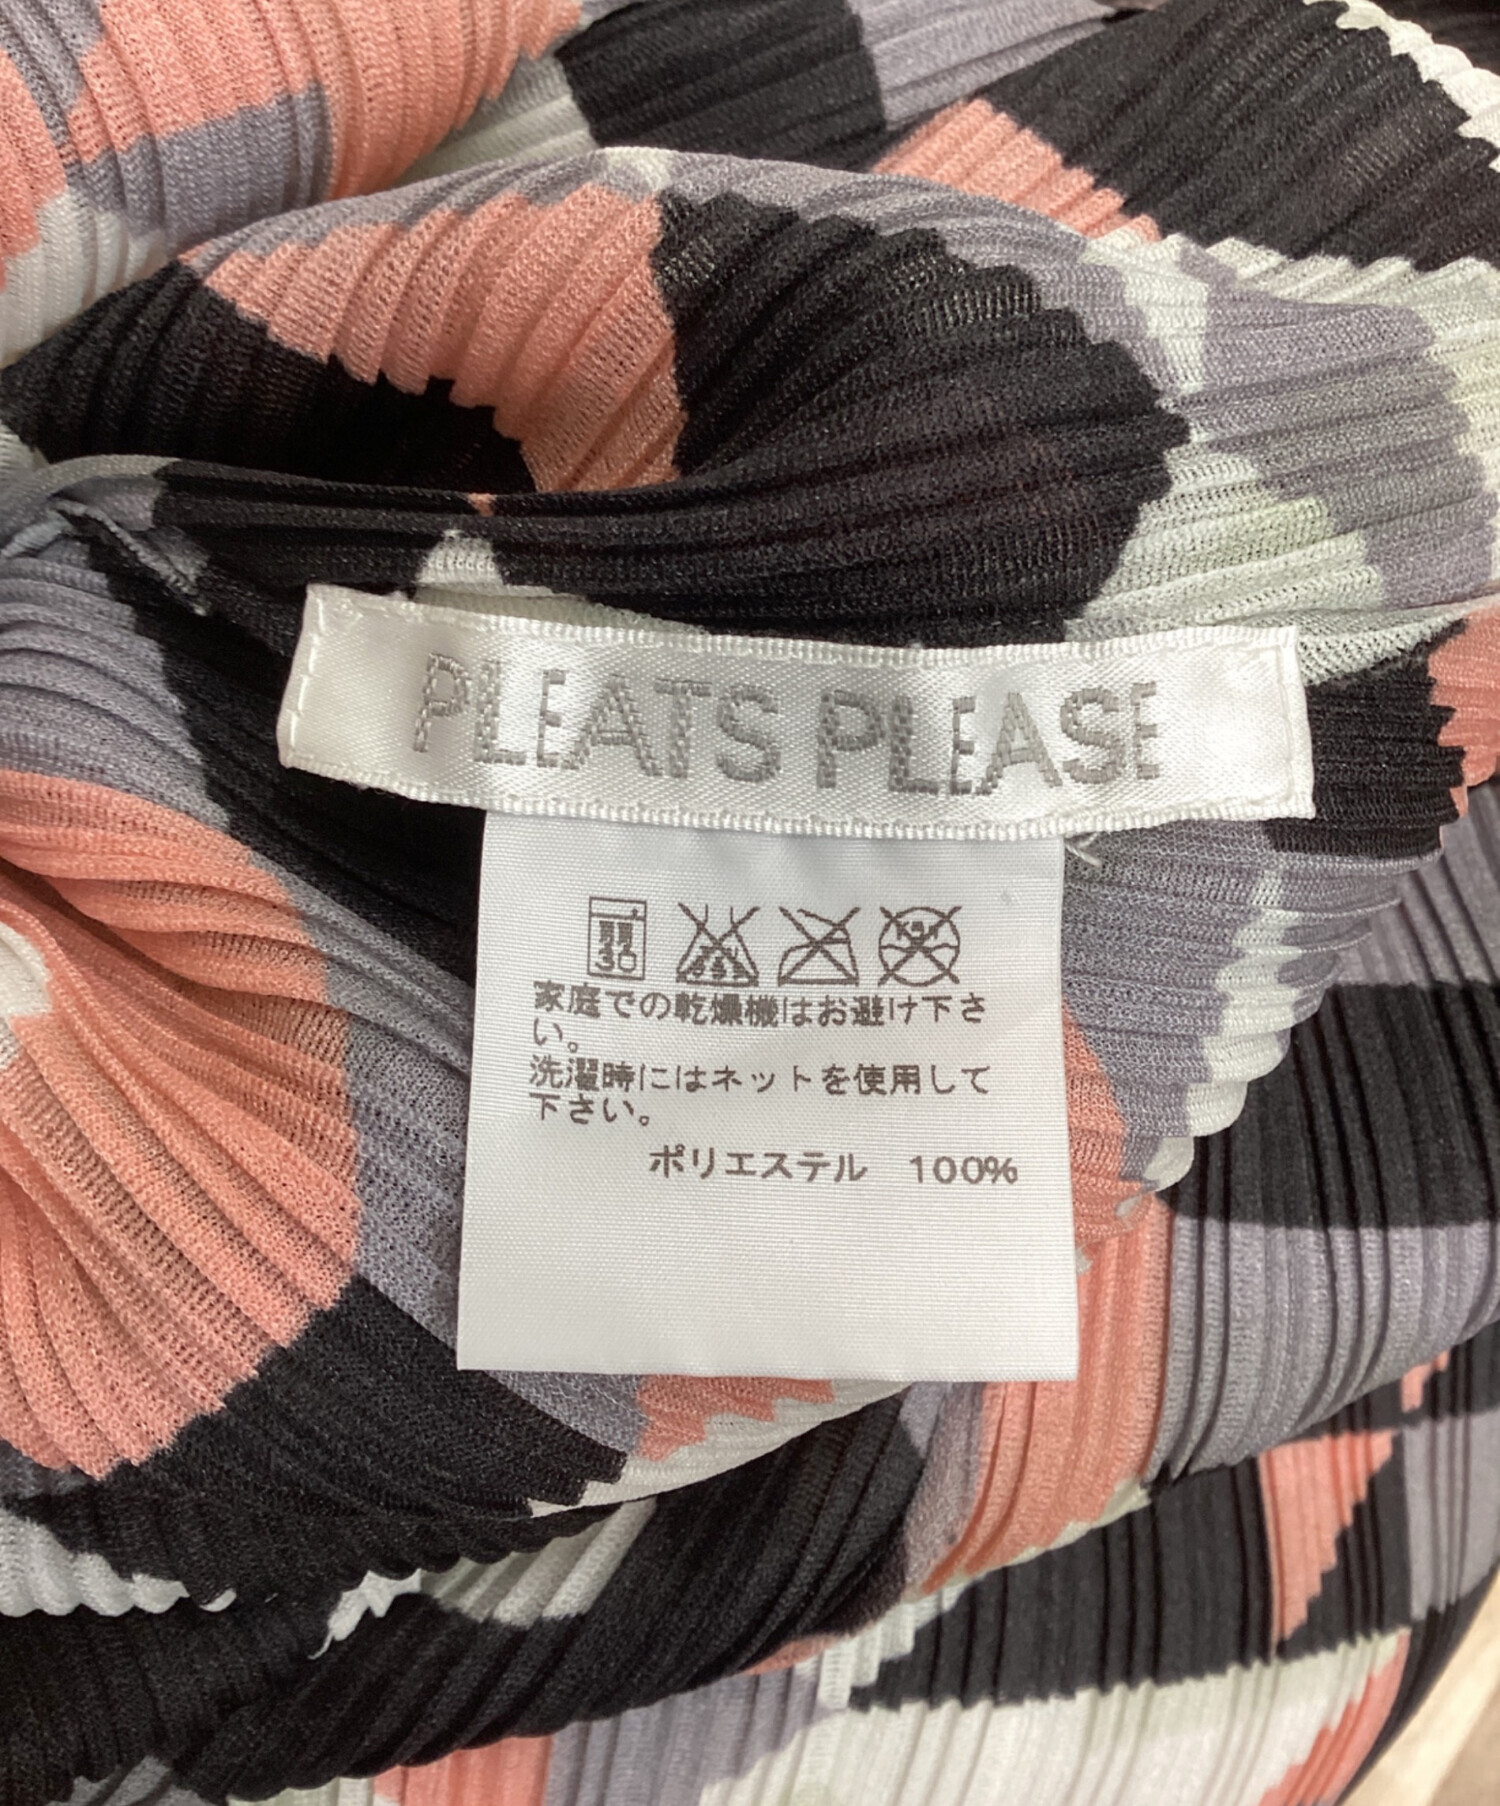 PLEATS PLEASE
30
家庭での乾燥機はお避け下さ
い。
洗濯時にはネットを使用して
下さい。
ポリエステル 100%